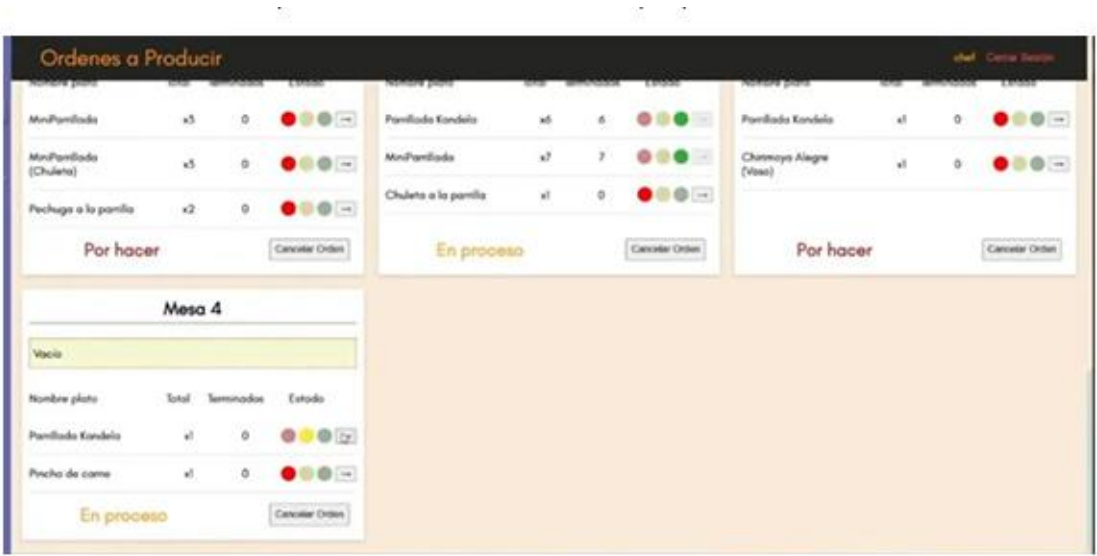 Ordenes a Producir
chef Cerrar Sesión
Nombre plato Total Terminados Estado
MiniParrillada x5 0 →
MiniParrillada
(Chuleta) x5 0 →
Pechuga a la parrilla x2 0 →
Por hacer Cancelar Orden
Nombre plato Total Terminados Estado
Parrillada Kandela x6 6 →
MiniParrillada x7 7 →
Chuleta a la parrilla x1 0 →
En proceso Cancelar Orden
Nombre plato Total Terminados Estado
Parrillada Kandela x1 0 →
Chirimoya Alegre
(Vaso) x1 0 →
Por hacer Cancelar Orden
Mesa 4
Vacío
Nombre plato Total Terminados Estado
Parrillada Kandela x1 0
Pincho de carne x1 0 →
En proceso Cancelar Orden